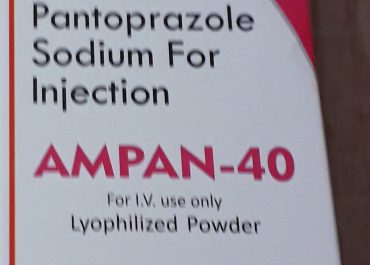 Pantoprazole
Sodium For
Injection
AMPAN-40
For I.V. use only
Lyophilized Powder